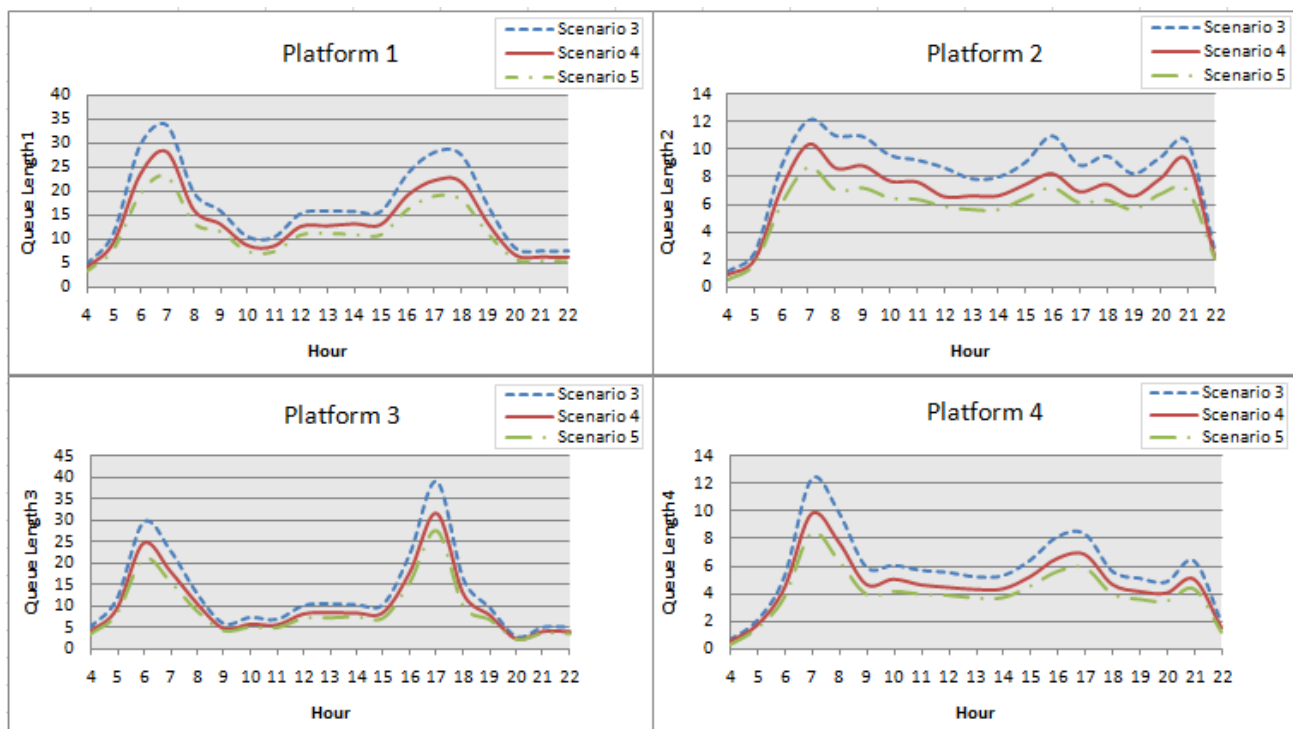 Platform 1
Scenario 3
Scenario 4
Scenario 5
Queue Length1
40
35
30
25
20
15
10
5
0
4 5 6 7 8 9 10 11 12 13 14 15 16 17 18 19 20 21 22
Hour
Platform 2
Scenario 3
Scenario 4
Scenario 5
Queue Length2
14
12
10
8
6
4
2
0
4 5 6 7 8 9 10 11 12 13 14 15 16 17 18 19 20 21 22
Hour
Platform 3
Scenario 3
Scenario 4
Scenario 5
Queue Length3
45
40
35
30
25
20
15
10
5
0
4 5 6 7 8 9 10 11 12 13 14 15 16 17 18 19 20 21 22
Hour
Platform 4
Scenario 3
Scenario 4
Scenario 5
Queue Length4
14
12
10
8
6
4
2
0
4 5 6 7 8 9 10 11 12 13 14 15 16 17 18 19 20 21 22
Hour